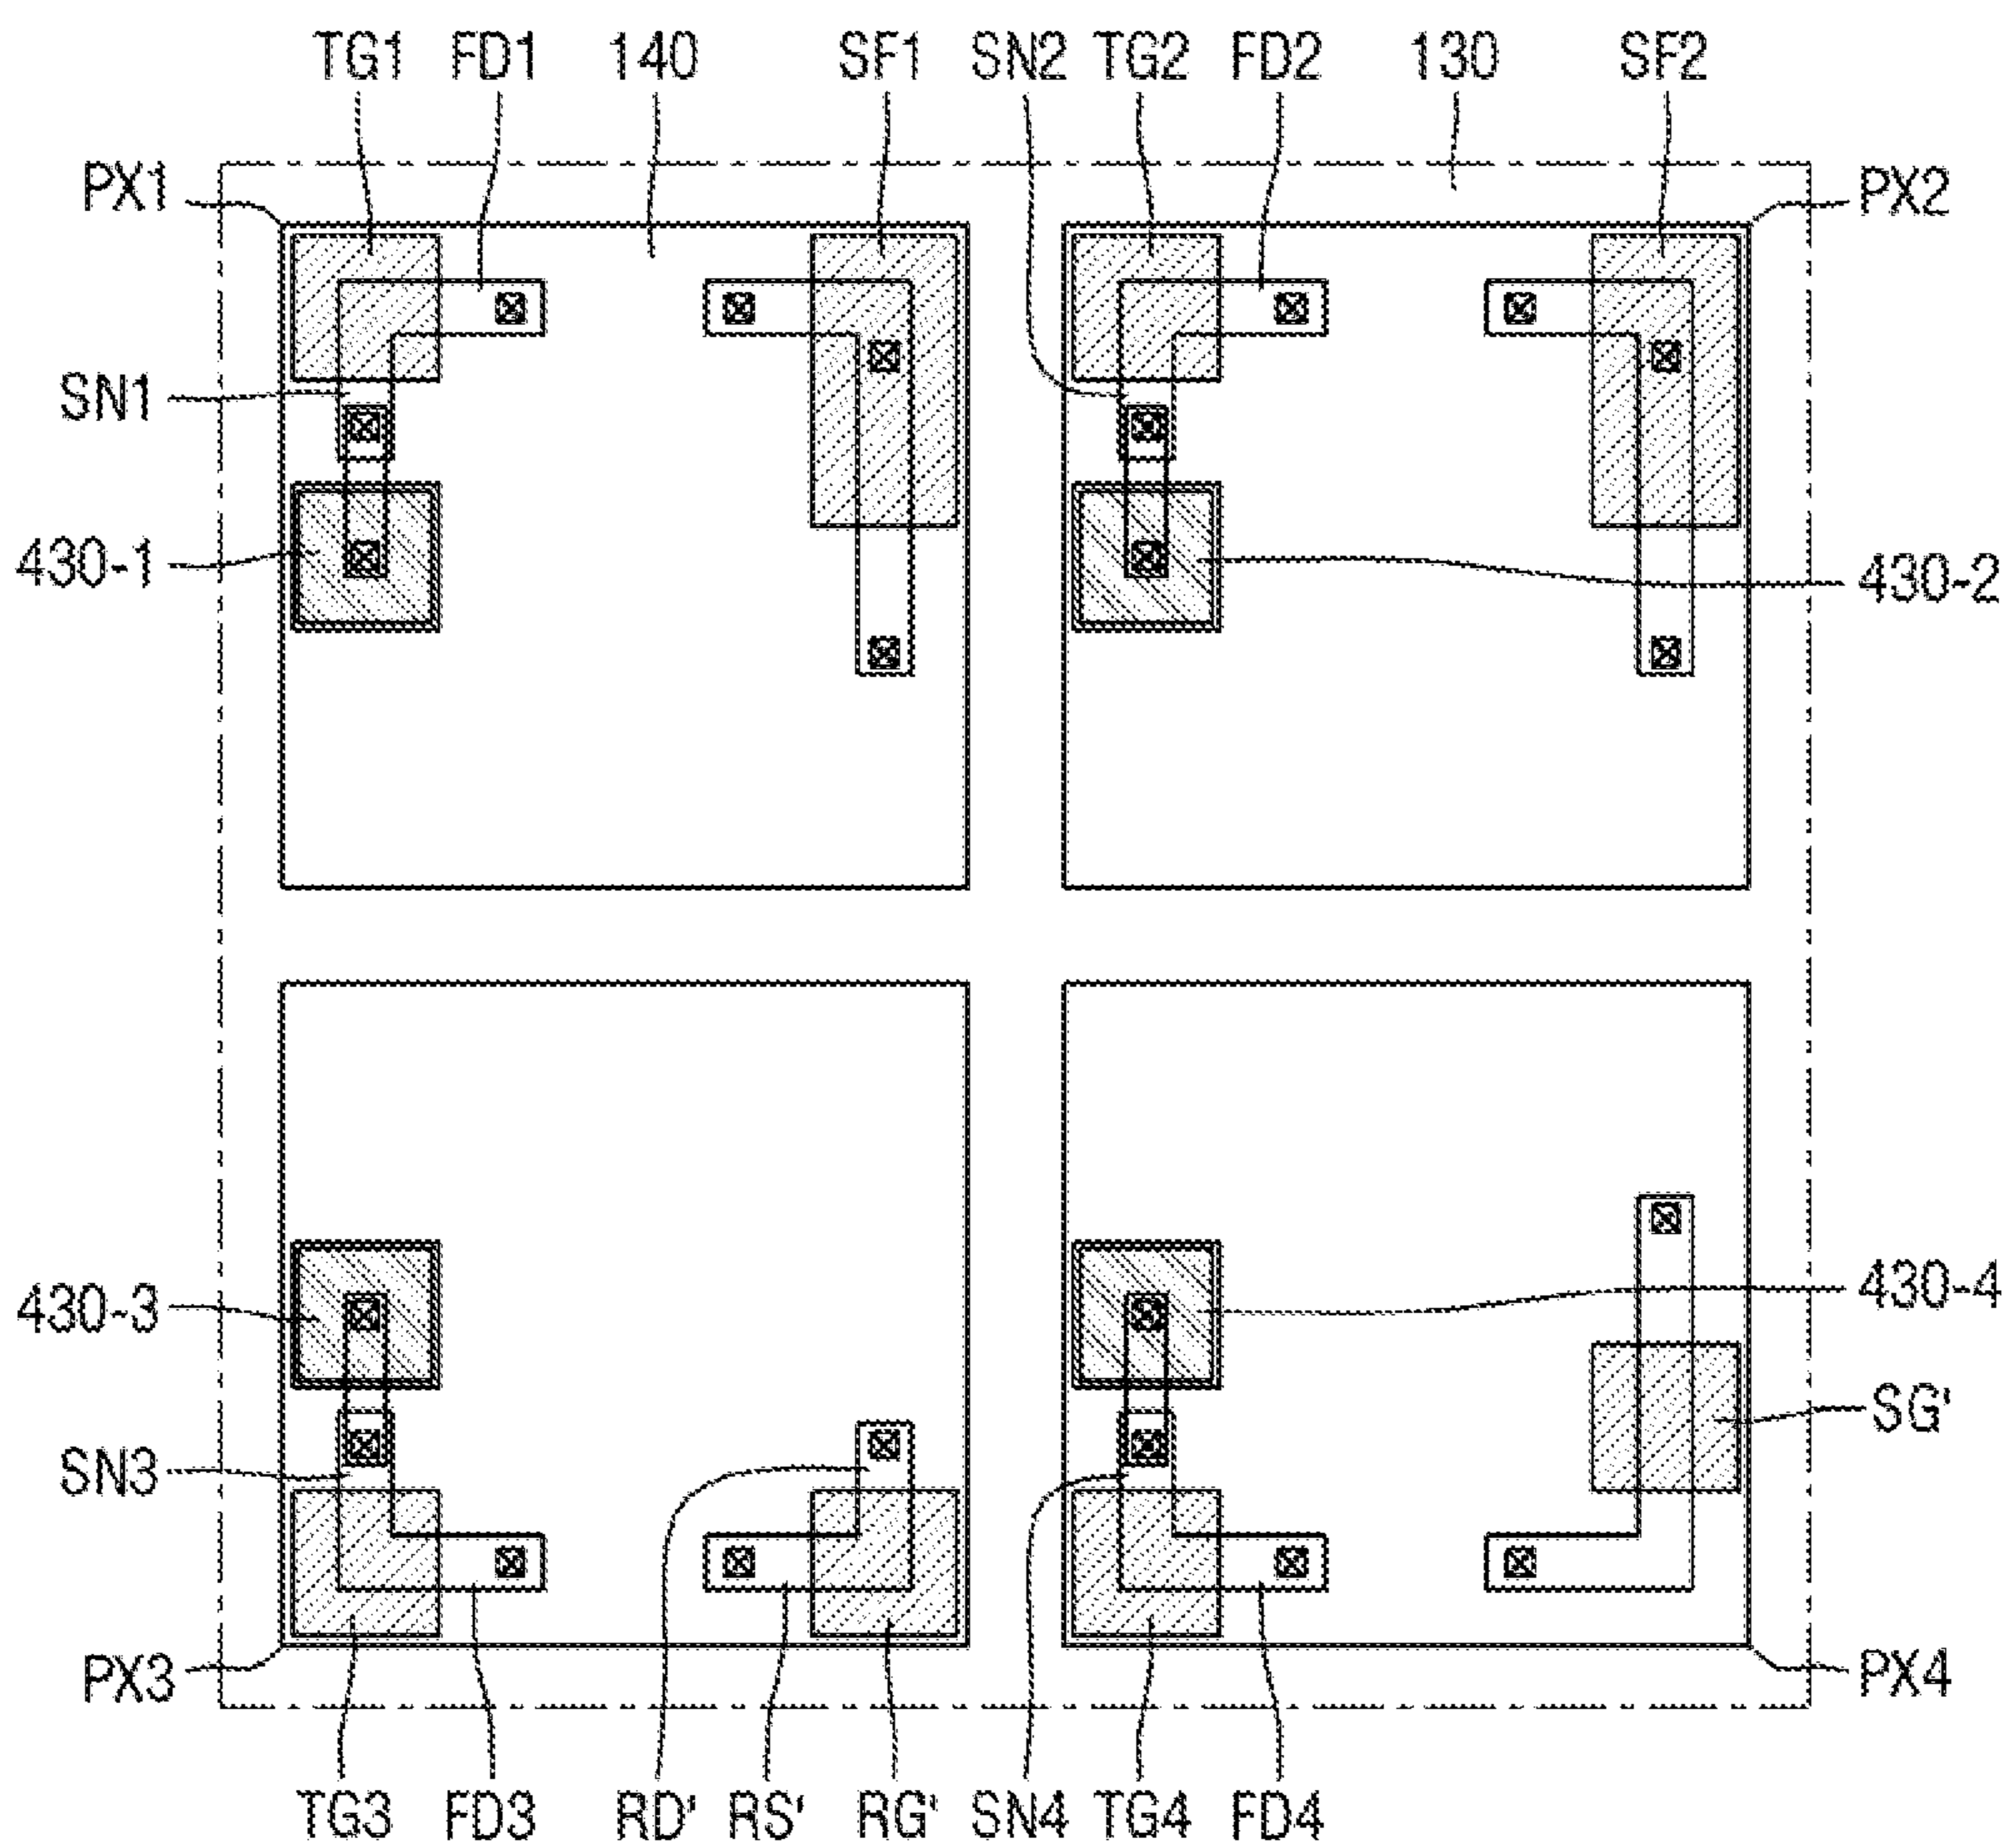 TG1 FD1 140 SF1 SN2 TG2 FD2 130 SF2
PX1 PX2
SN1
430-1 430-2
430-3 430-4
SG'
SN3
PX3 PX4
TG3 FD3 RD' RS' RG' SN4 TG4 FD4